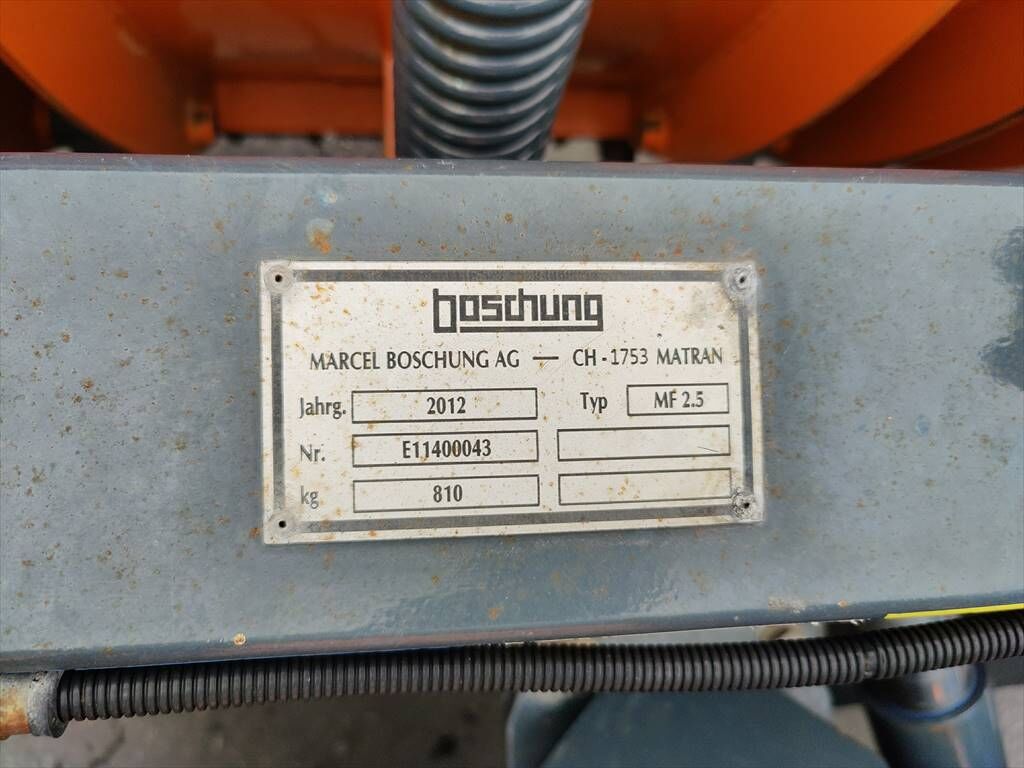 boschung
MARCEL BOSCHUNG AG — CH - 1753 MATRAN
Jahrg. 2012 Typ MF 2.5
Nr. E11400043
kg 810